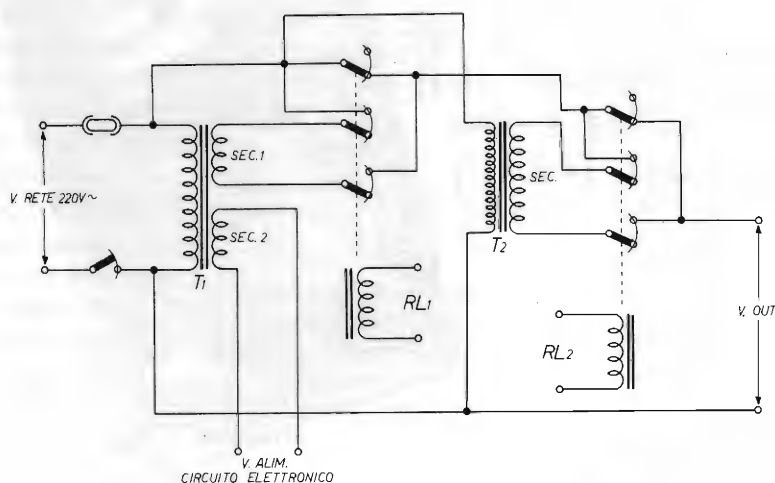 V. RETE 220V~
SEC.1
SEC. 2
T1
RL1
T2
SEC.
RL2
V. OUT
V. ALIM.
CIRCUITO ELETTRONICO